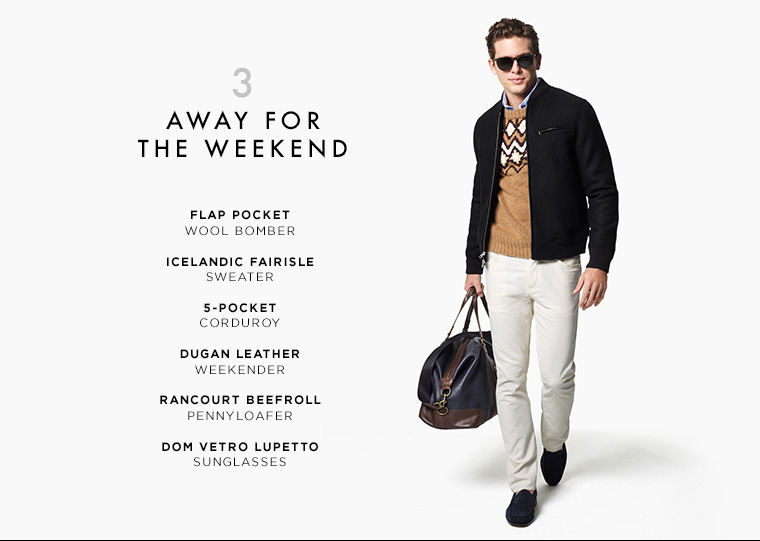 3
AWAY FOR
THE WEEKEND
FLAP POCKET
WOOL BOMBER
ICELANDIC FAIRISLE
SWEATER
5-POCKET
CORDUROY
DUGAN LEATHER
WEEKENDER
RANCOURT BEEFROLL
PENNYLOAFER
DOM VETRO LUPETTO
SUNGLASSES